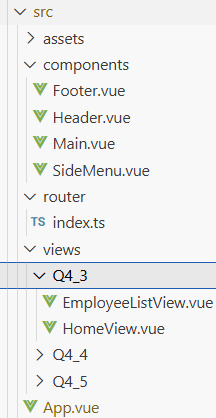 src
assets
components
Footer.vue
Header.vue
Main.vue
SideMenu.vue
router
TS index.ts
views
Q4_3
EmployeeListView.vue
HomeView.vue
Q4_4
Q4_5
App.vue